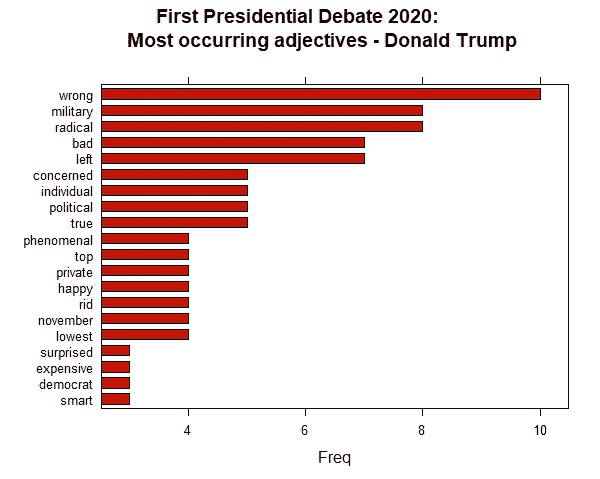 First Presidential Debate 2020:
Most occurring adjectives - Donald Trump
wrong
military
radical
bad
left
concerned
individual
political
true
phenomenal
top
private
happy
rid
november
lowest
surprised
expensive
democrat
smart
4 6 8 10
Freq